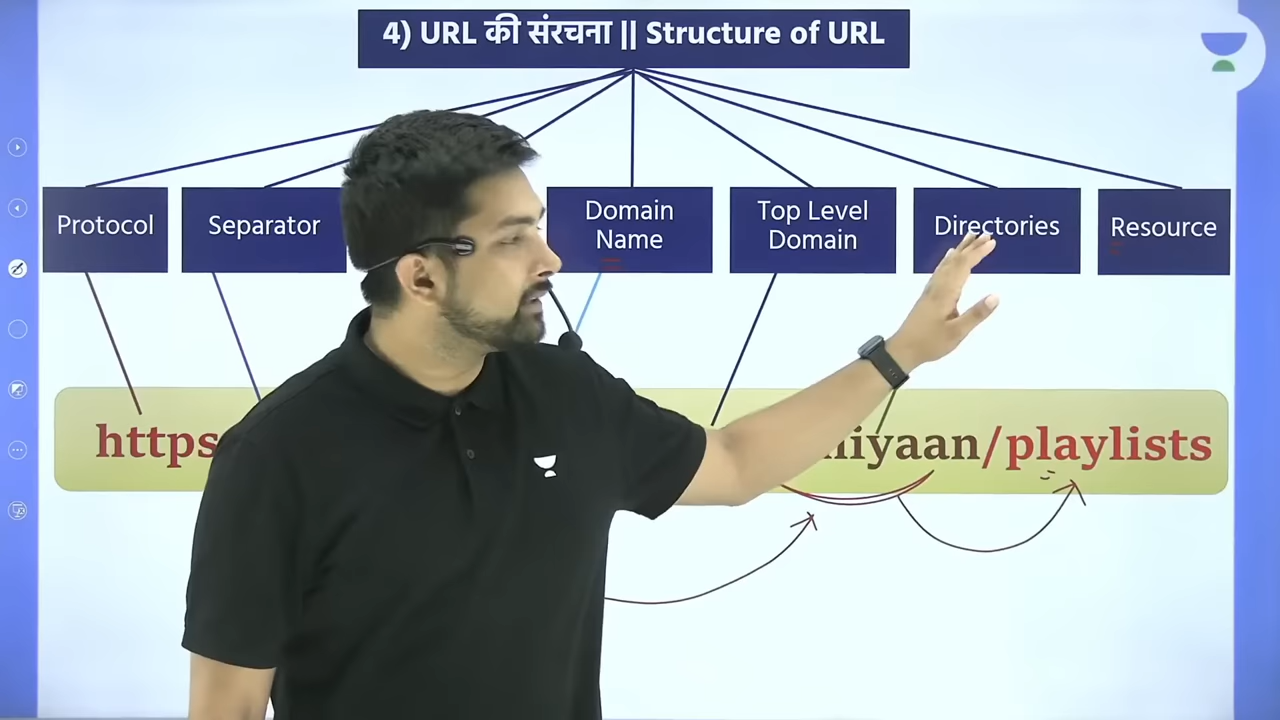 4) URL की संरचना || Structure of URL
Protocol
Separator
Domain
Name
Top Level
Domain
Directories
Resource
https
iyaan/playlists